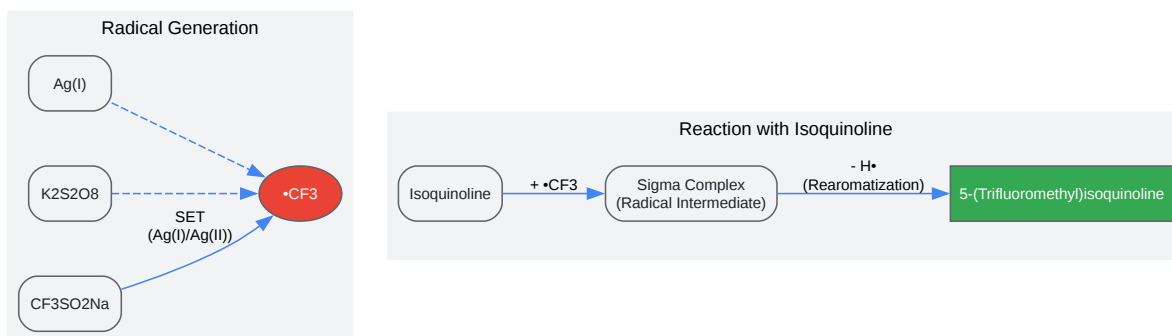 Radical Generation
Ag(I)
K2S2O8
•CF3
SET
(Ag(I)/Ag(II))
CF3SO2Na
Reaction with Isoquinoline
Isoquinoline
+ •CF3
Sigma Complex
(Radical Intermediate)
- H•
(Rearomatization)
5-(Trifluoromethyl)isoquinoline